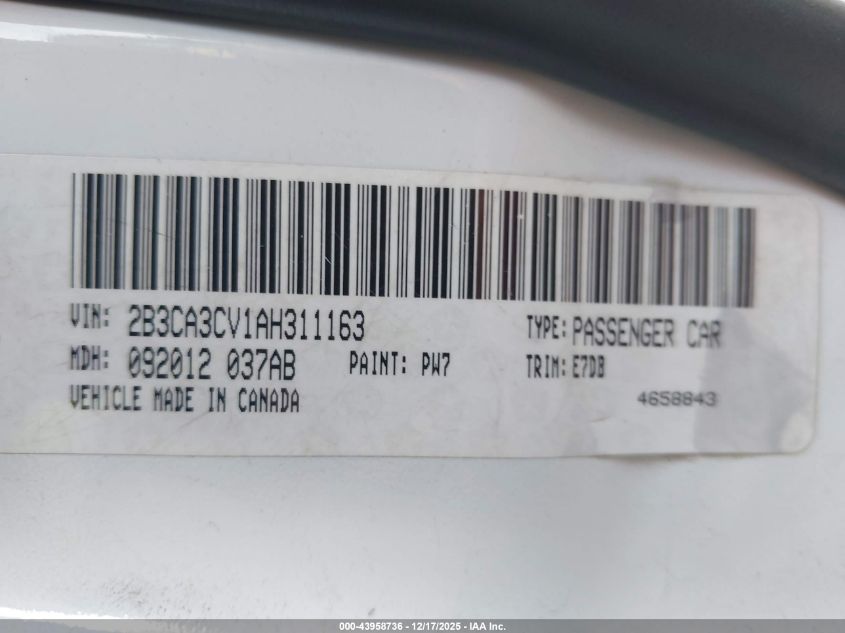 VIN: 2B3CA3CV1AH311163 TYPE: PASSENGER CAR
MDH: 092012 037AB PAINT: PW7 TRIM: E7DB
VEHICLE MADE IN CANADA 4658843
000-43958736 - 12/17/2025 - IAA Inc.